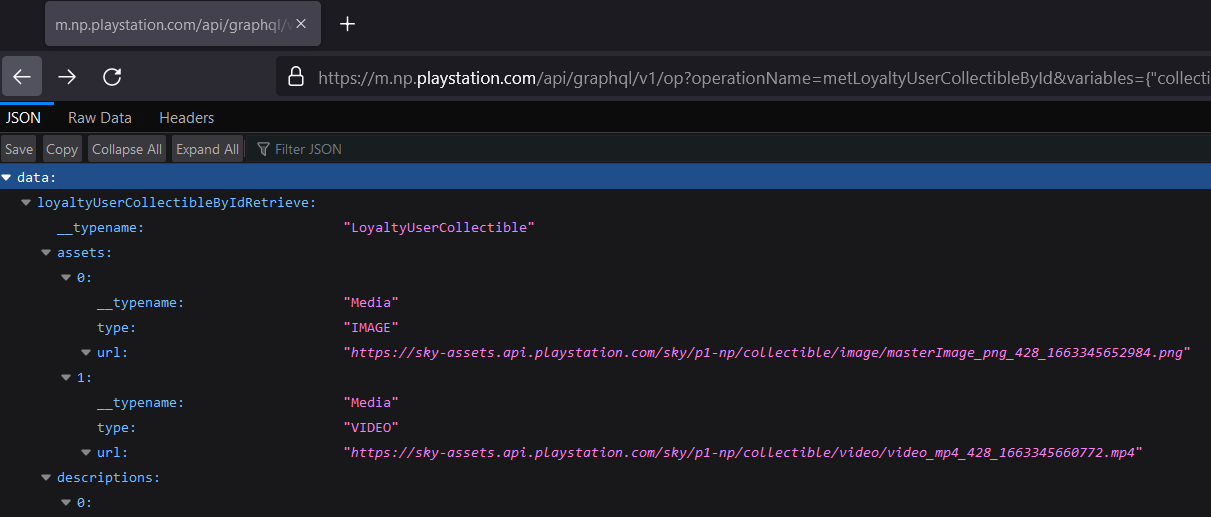 m.np.playstation.com/api/graphql/v
https://m.np.playstation.com/api/graphql/v1/op?operationName=metLoyaltyUserCollectibleById&variables={"collecti
JSON Raw Data Headers
Save Copy Collapse All Expand All Filter JSON
data:
loyaltyUserCollectibleByIdRetrieve:
__typename: "LoyaltyUserCollectible"
assets:
0:
__typename: "Media"
type: "IMAGE"
url: "https://sky-assets.api.playstation.com/sky/p1-np/collectible/image/masterImage_png_428_1663345652984.png"
1:
__typename: "Media"
type: "VIDEO"
url: "https://sky-assets.api.playstation.com/sky/p1-np/collectible/video/video_mp4_428_1663345660772.mp4"
descriptions:
0: